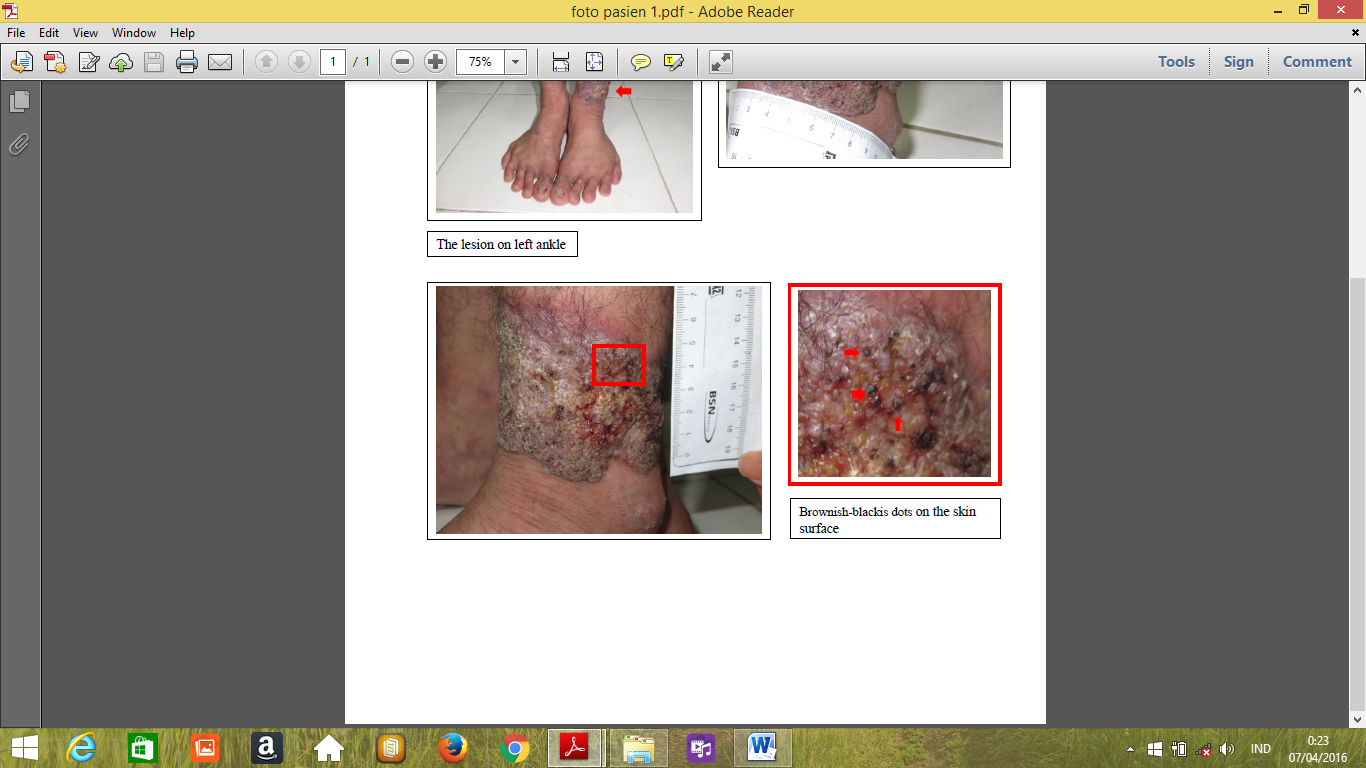 foto pasien 1.pdf - Adobe Reader
File Edit View Window Help
1 / 1 75% Tools Sign Comment
The lesion on left ankle
BSN
Brownish-blackis dots on the skin
surface
IND
0:23
07/04/2016